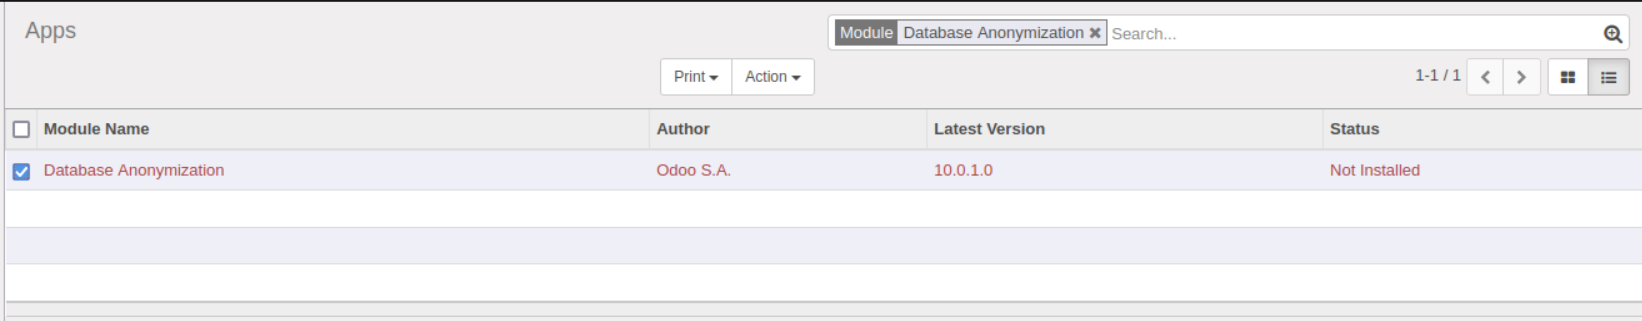 Apps
Module Database Anonymization ✖ Search...
Print Action
1-1 / 1
Module Name Author Latest Version Status
Database Anonymization Odoo S.A. 10.0.1.0 Not Installed